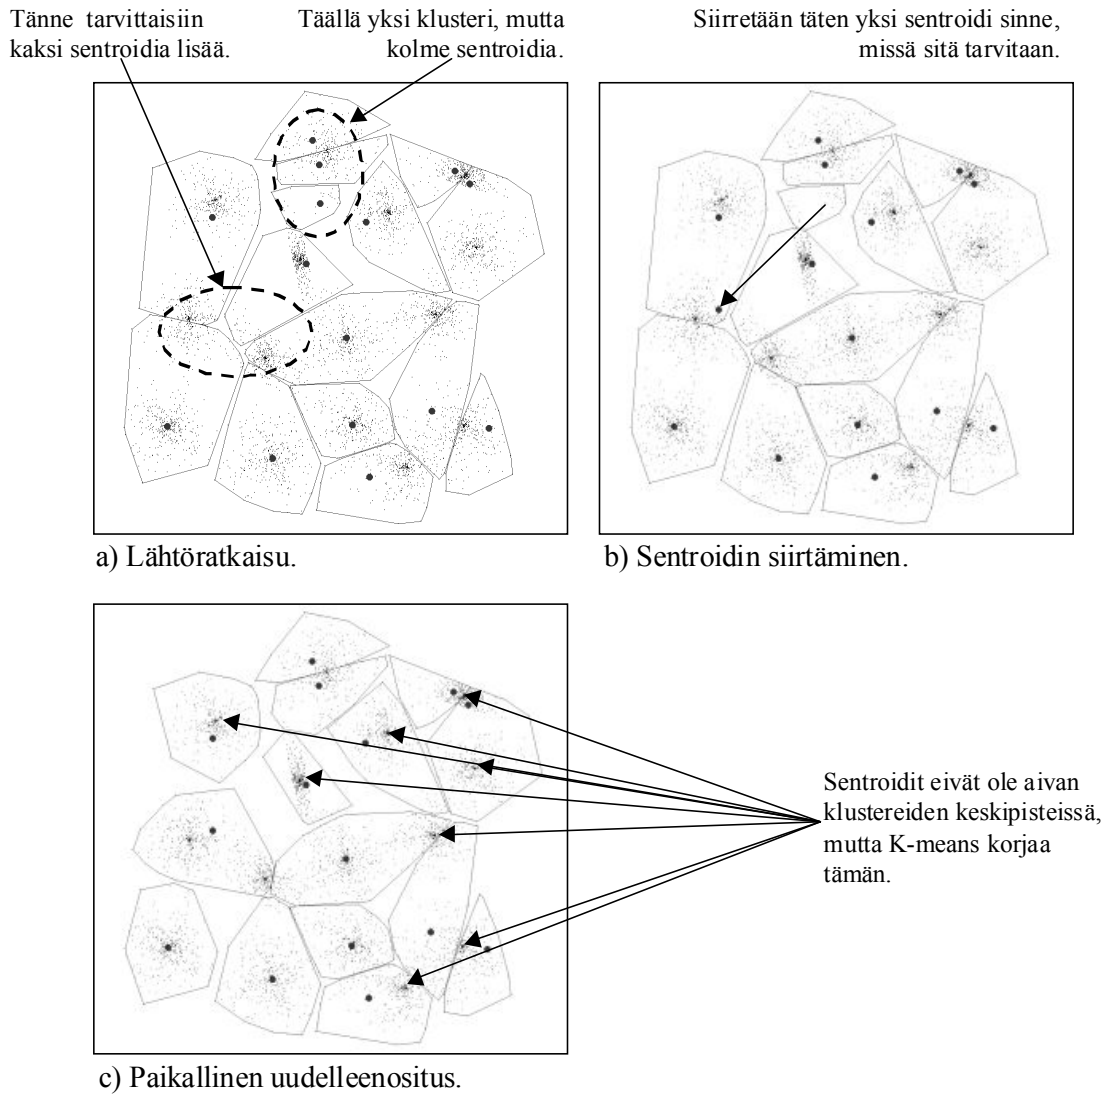 Tänne tarvittaisiin
kaksi sentroidia lisää.
Täällä yksi klusteri, mutta
kolme sentroidia.
Siirretään täten yksi sentroidi sinne,
missä sitä tarvitaan.
a) Lähtöratkaisu.
b) Sentroidin siirtäminen.
Sentroidit eivät ole aivan
klustereiden keskipisteissä,
mutta K-means korjaa
tämän.
c) Paikallinen uudelleenositus.